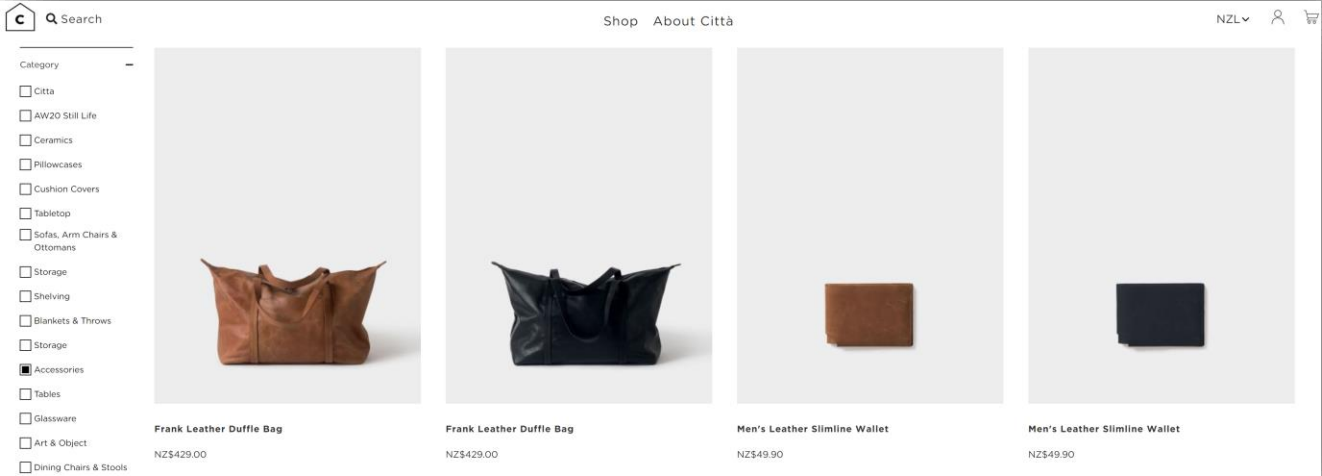 C
Search
Shop
About Città
NZL
Category
Citta
AW20 Still Life
Ceramics
Pillowcases
Cushion Covers
Tabletop
Sofas, Arm Chairs &
Ottomans
Storage
Shelving
Blankets & Throws
Storage
Accessories
Tables
Glassware
Art & Object
Dining Chairs & Stools
Frank Leather Duffle Bag
NZ$429.00
Frank Leather Duffle Bag
NZ$429.00
Men's Leather Slimline Wallet
NZ$49.90
Men's Leather Slimline Wallet
NZ$49.90